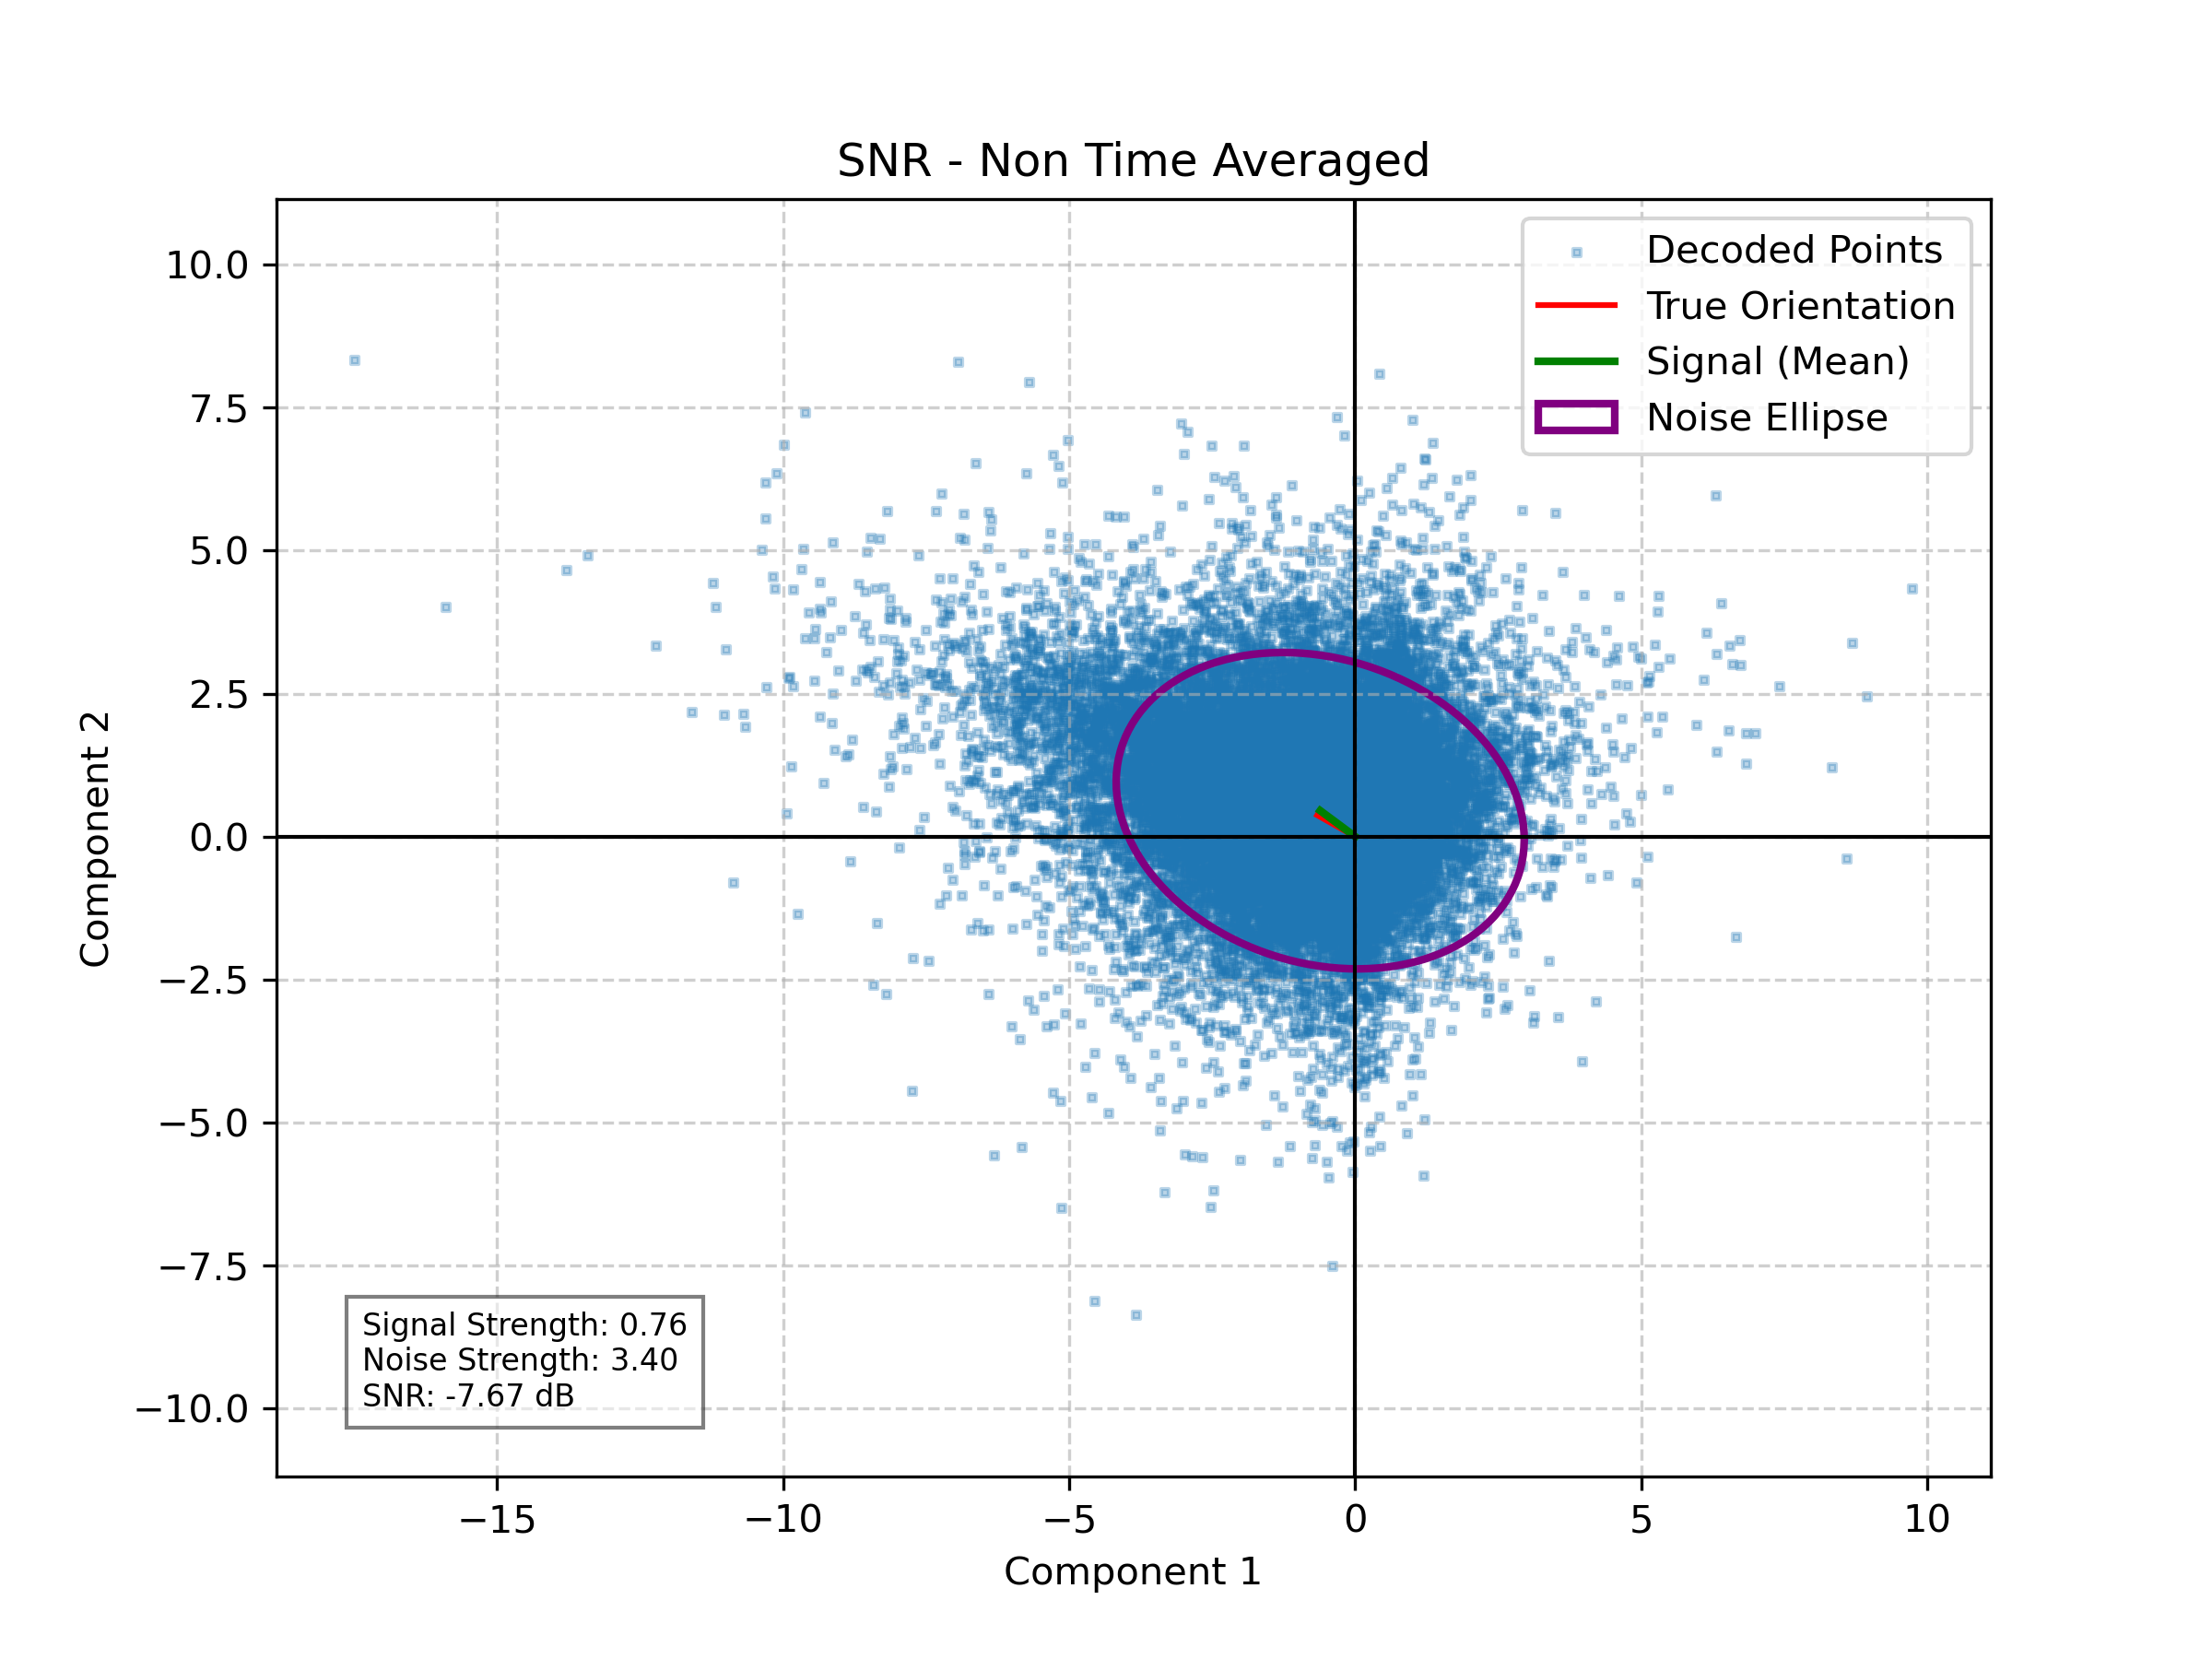 SNR - Non Time Averaged
Decoded Points
True Orientation
Signal (Mean)
Noise Ellipse
10.0
7.5
5.0
2.5
0.0
−2.5
−5.0
−7.5
−10.0
Component 2
Signal Strength: 0.76
Noise Strength: 3.40
SNR: -7.67 dB
−15 −10 −5 0 5 10
Component 1